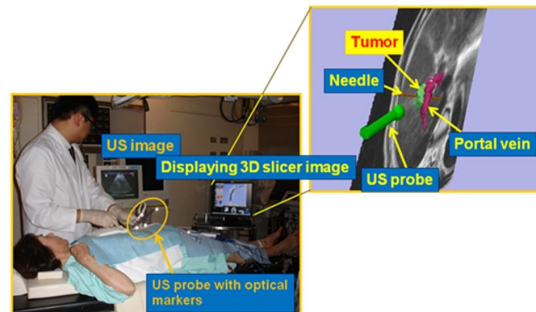 Tumor
Needle
Portal vein
US probe
US image
Displaying 3D slicer image
US probe with optical
markers